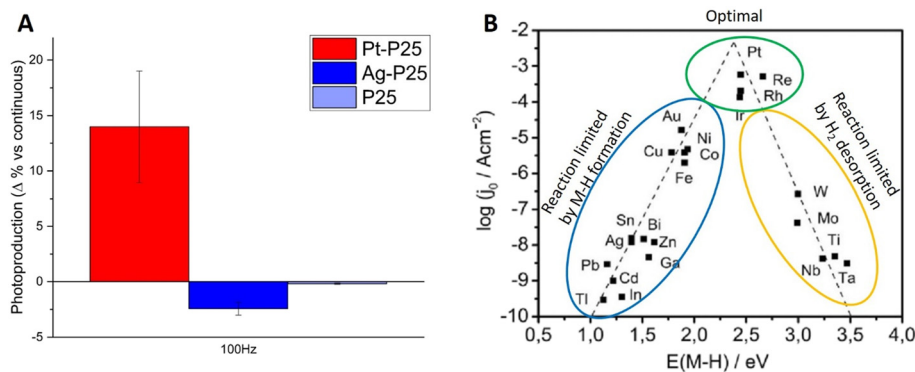 A
Photoproduction (Δ % vs continuous)
20
15
10
5
0
-5
Pt-P25
Ag-P25
P25
100Hz
B
Optimal
log (j0 / Acm⁻²)
-2
-3
-4
-5
-6
-7
-8
-9
-10
Reaction limited
by M-H formation
Reaction limited
by H₂ desorption
Pt
Re
Rh
Ir
Au
Ni
Cu
Co
Fe
Sn
Bi
Ag
Zn
Pb
Ga
Cd
Tl
In
W
Mo
Ti
Nb
Ta
0,5 1,0 1,5 2,0 2,5 3,0 3,5 4,0
E(M-H) / eV